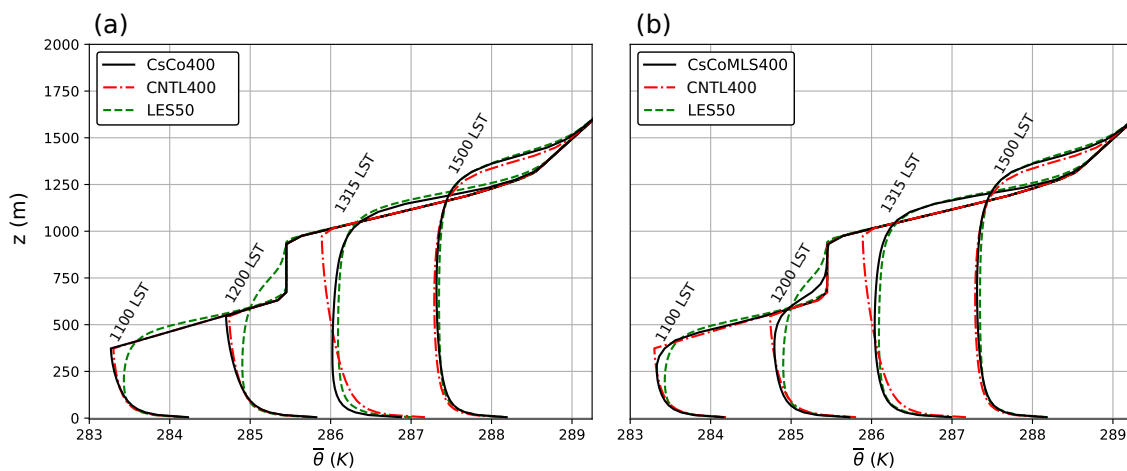 (a)
2000
1750
1500
1250
1000
750
500
250
0
z (m)
CsCo400
CNTL400
LES50
1100 LST
1200 LST
1315 LST
1500 LST
283 284 285 286 287 288 289
θ̅ (K)
(b)
CsCoMLS400
CNTL400
LES50
1100 LST
1200 LST
1315 LST
1500 LST
283 284 285 286 287 288 289
θ̅ (K)